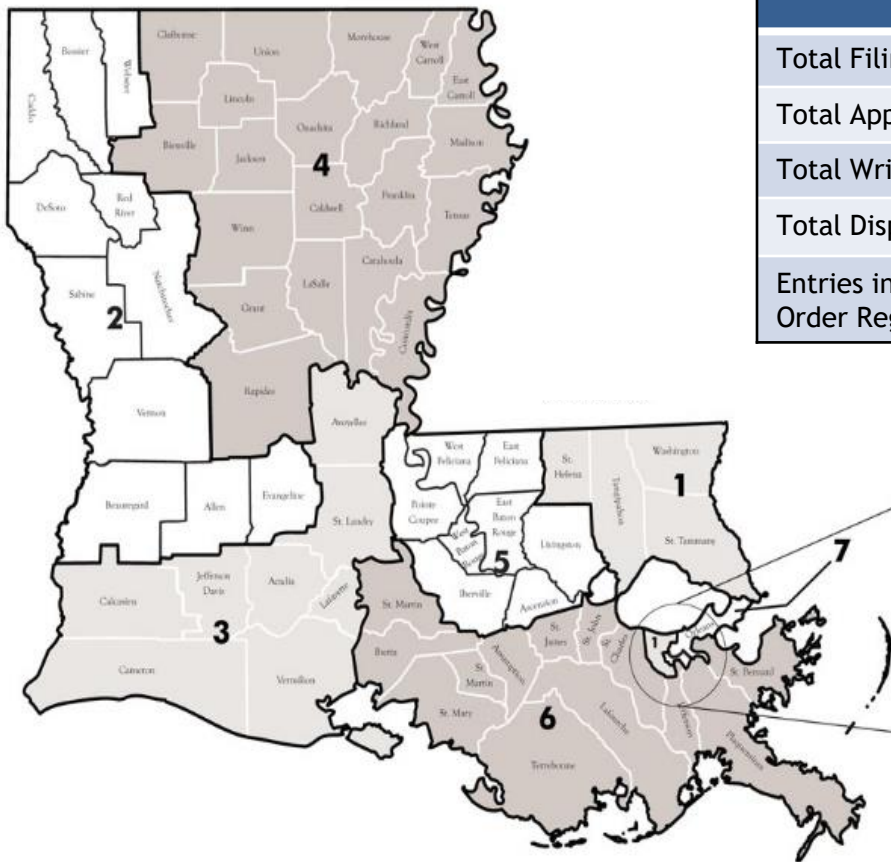 Total Filin
Total App
Total Wri
Total Disp
Entries in
Order Reg
Caddo
Bossier
Webster
Claiborne
Union
Morehouse
West
Carroll
East
Carroll
Lincoln
Ouachita
Richland
Madison
Bienville
Jackson
4
Franklin
Caldwell
Tensas
DeSoto
Red
River
Winn
Catahoula
Natchitoches
LaSalle
Sabine
2
Grant
Concordia
Rapides
Vernon
Avoyelles
West
Feliciana
East
Feliciana
St.
Helena
Washington
Tangipahoa
1
Beauregard
Allen
Evangeline
Pointe
Coupee
East
Baton
Rouge
St. Landry
West
Baton
Rouge
5
Livingston
St. Tammany
7
Calcasieu
Jefferson
Davis
Acadia
Lafayette
Iberville
Ascension
St. Martin
3
St.
James
St. John
St.
Charles
1
Orleans
Cameron
Vermilion
Iberia
Assumption
St.
Martin
St. Bernard
St. Mary
6
Lafourche
Jefferson
Plaquemines
Terrebonne